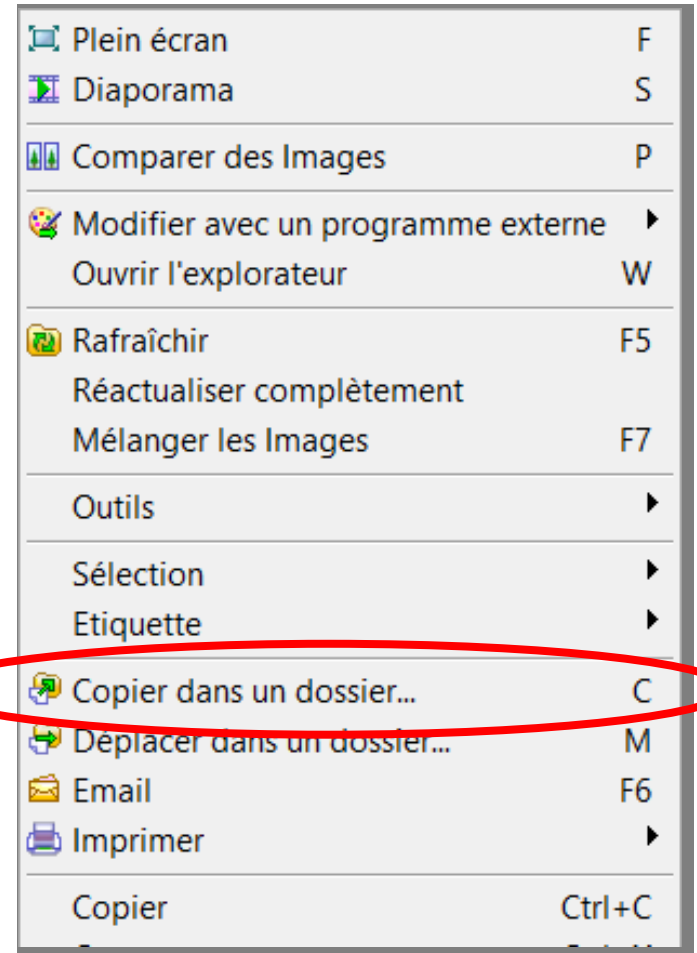 Plein écran F
Diaporama S
Comparer des Images P
Modifier avec un programme externe
Ouvrir l'explorateur W
Rafraîchir F5
Réactualiser complètement
Mélanger les Images F7
Outils
Sélection
Etiquette
Copier dans un dossier... C
Déplacer dans un dossier... M
Email F6
Imprimer
Copier Ctrl+C